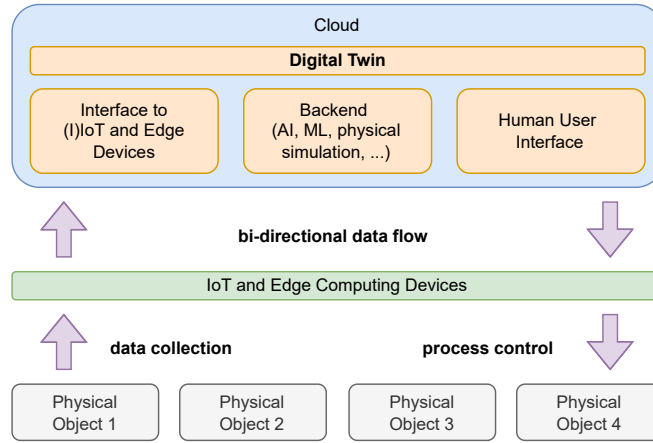 Cloud
Digital Twin
Interface to
(I)IoT and Edge
Devices
Backend
(AI, ML, physical
simulation, ...)
Human User
Interface
bi-directional data flow
IoT and Edge Computing Devices
data collection
process control
Physical
Object 1
Physical
Object 2
Physical
Object 3
Physical
Object 4